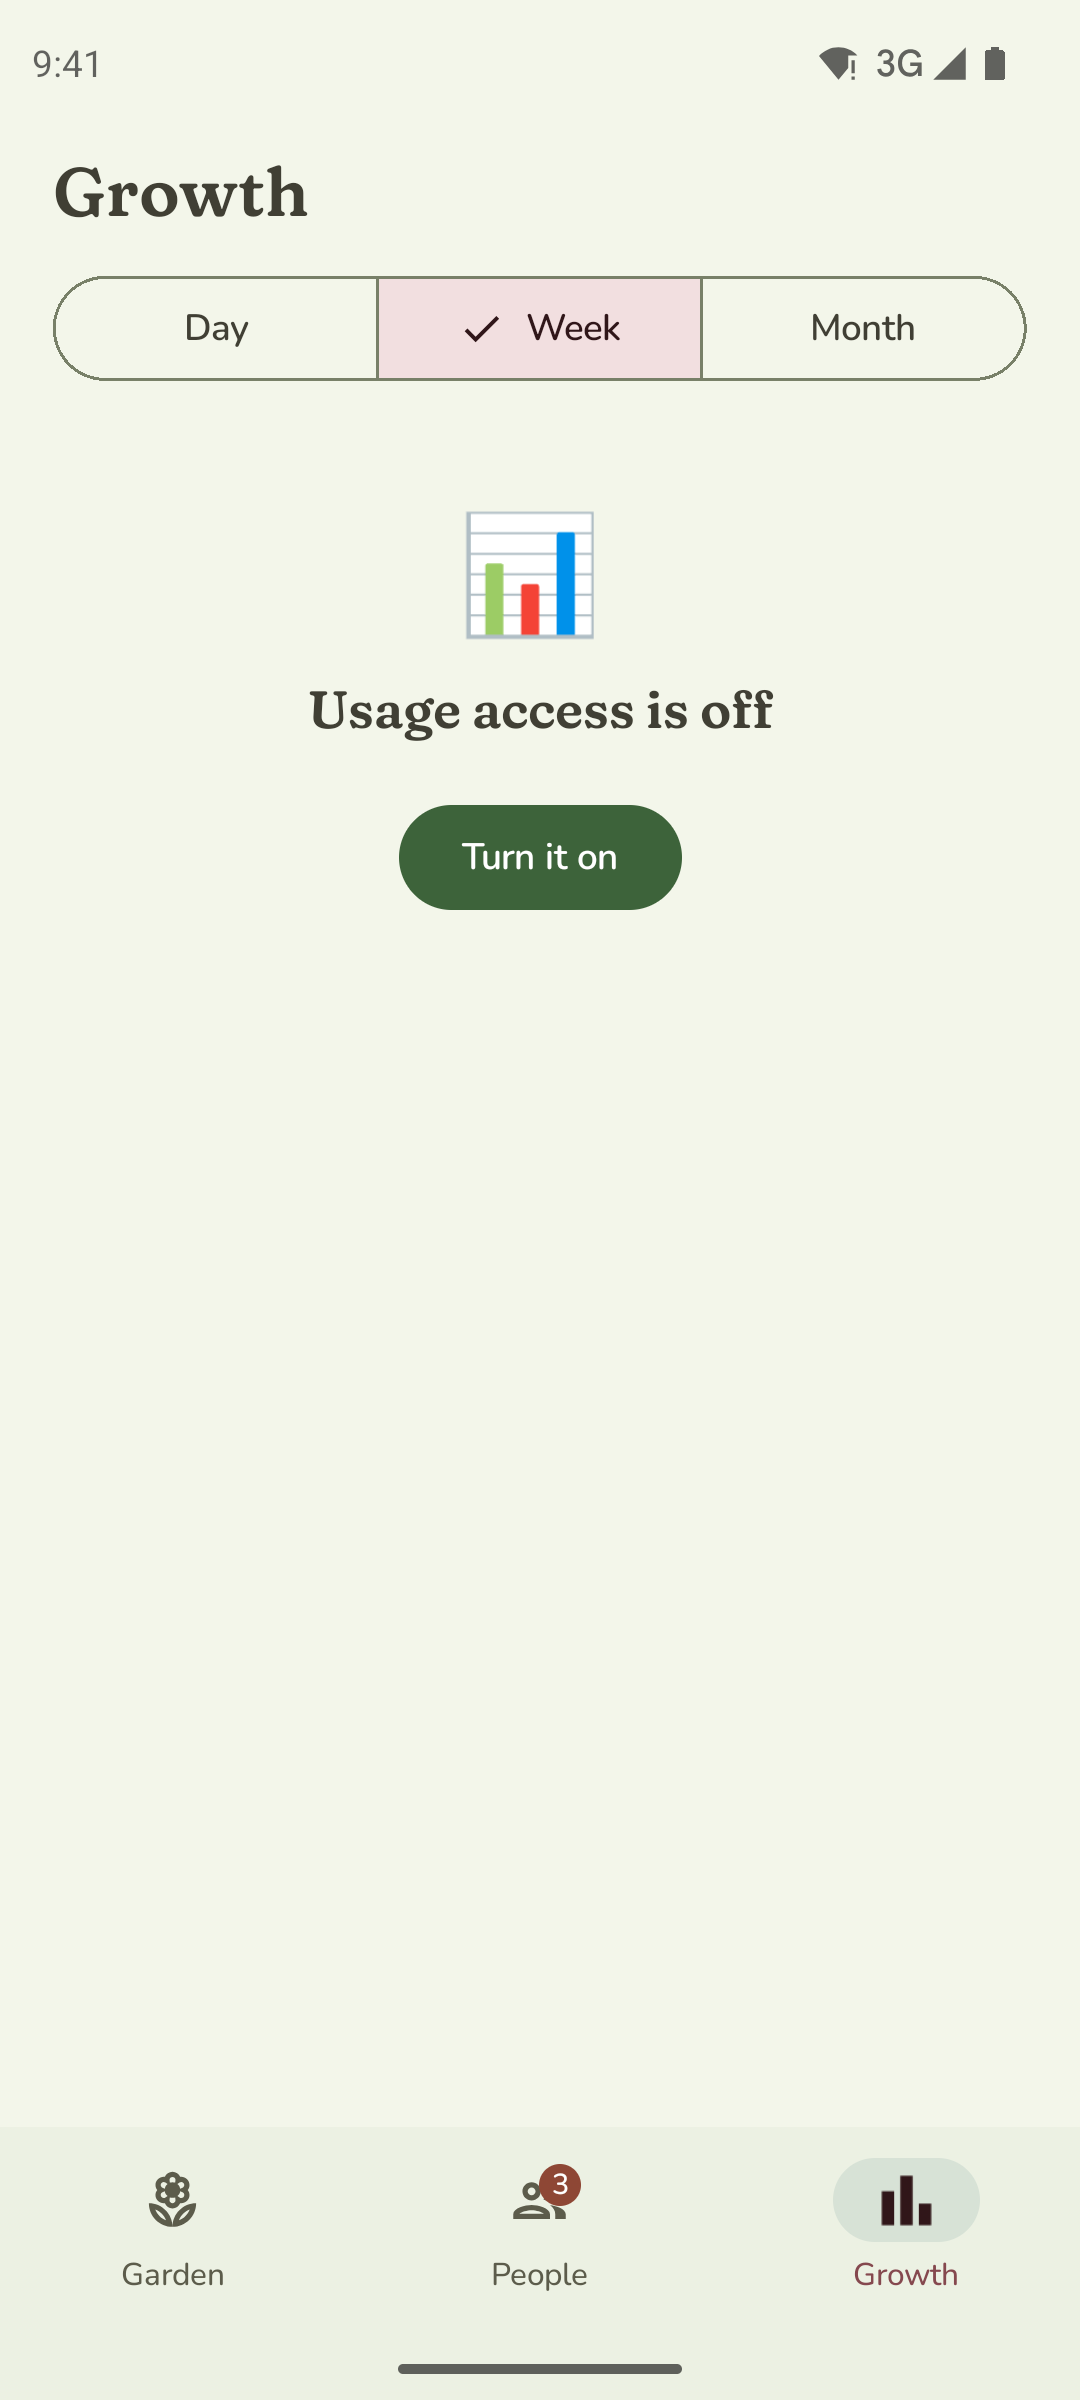 9:41
3G
Growth
Day
Week
Month
Usage access is off
Turn it on
3
Garden
People
Growth